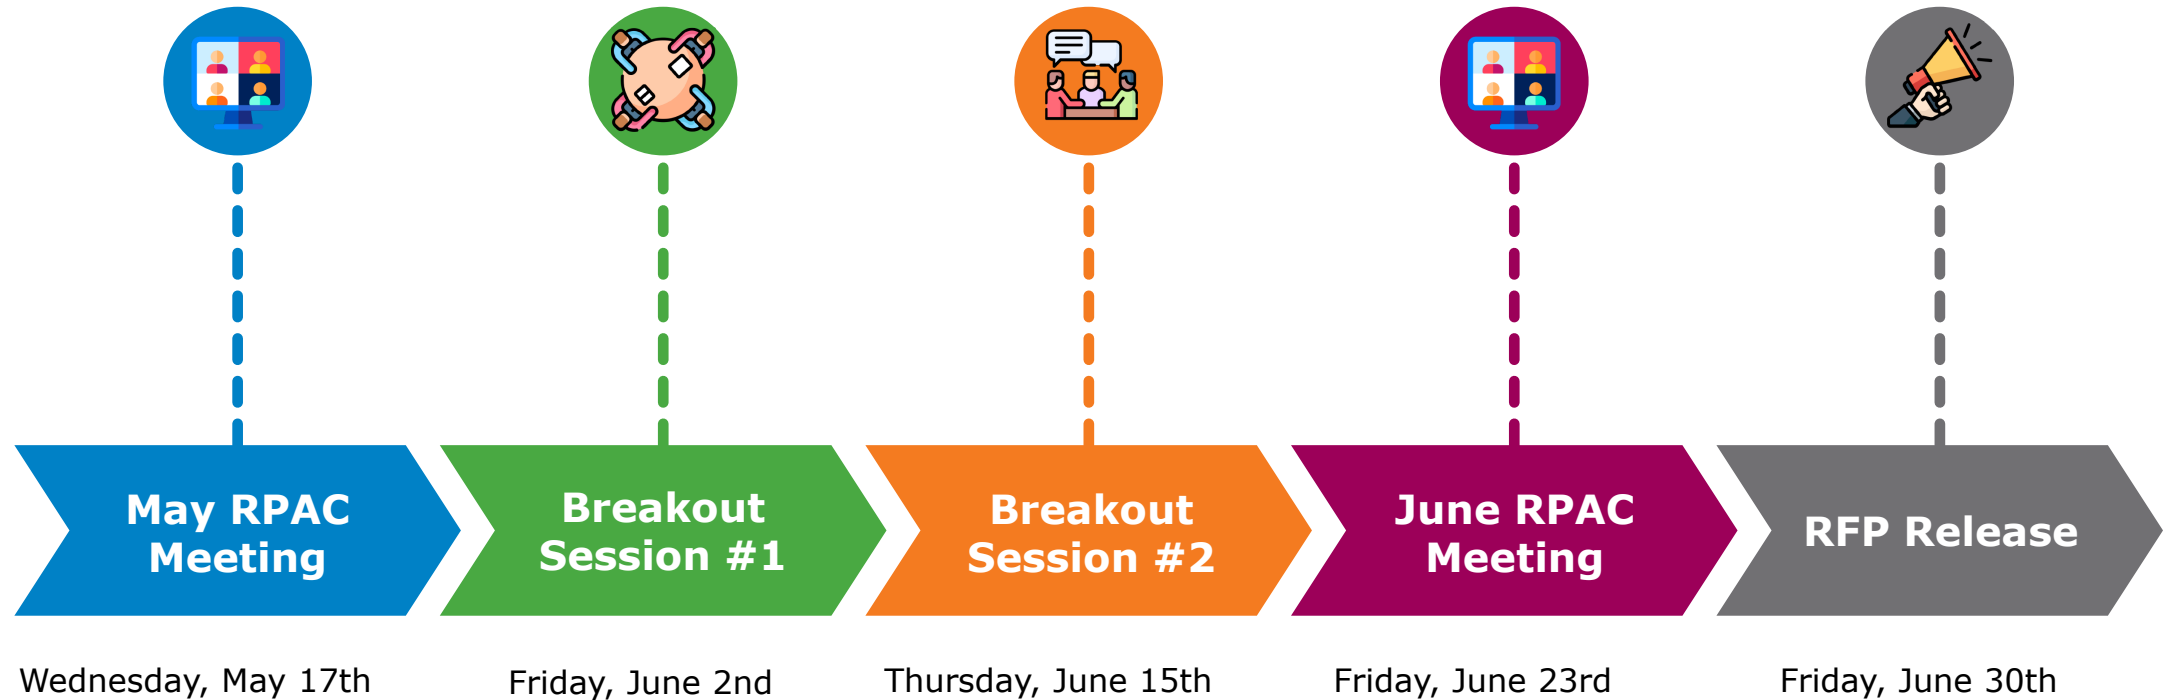 May RPAC
Meeting
Breakout
Session #1
Breakout
Session #2
June RPAC
Meeting
RFP Release
Wednesday, May 17th
Friday, June 2nd
Thursday, June 15th
Friday, June 23rd
Friday, June 30th